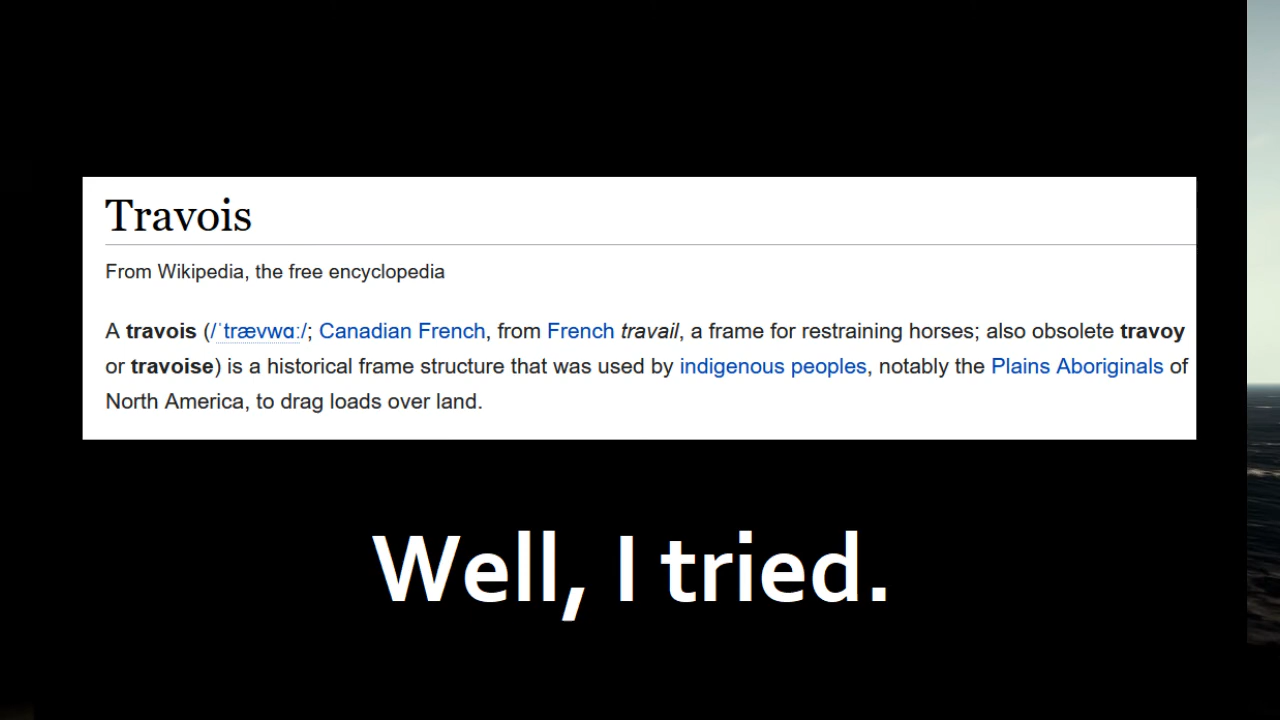 Travois
From Wikipedia, the free encyclopedia
A travois (/ˈtrævwɑː/; Canadian French, from French travail, a frame for restraining horses; also obsolete travoy
or travoise) is a historical frame structure that was used by indigenous peoples, notably the Plains Aboriginals of
North America, to drag loads over land.
Well, I tried.